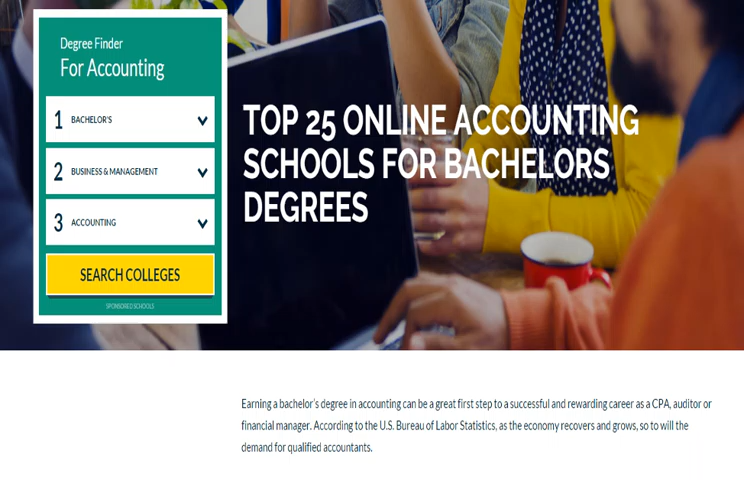 Degree Finder
For Accounting
1 BACHELOR'S
2 BUSINESS & MANAGEMENT
3 ACCOUNTING
SEARCH COLLEGES
SPONSORED SCHOOLS
TOP 25 ONLINE ACCOUNTING
SCHOOLS FOR BACHELORS
DEGREES
Earning a bachelor's degree in accounting can be a great first step to a successful and rewarding career as a CPA, auditor or
financial manager. According to the U.S. Bureau of Labor Statistics, as the economy recovers and grows, so to will the
demand for qualified accountants.